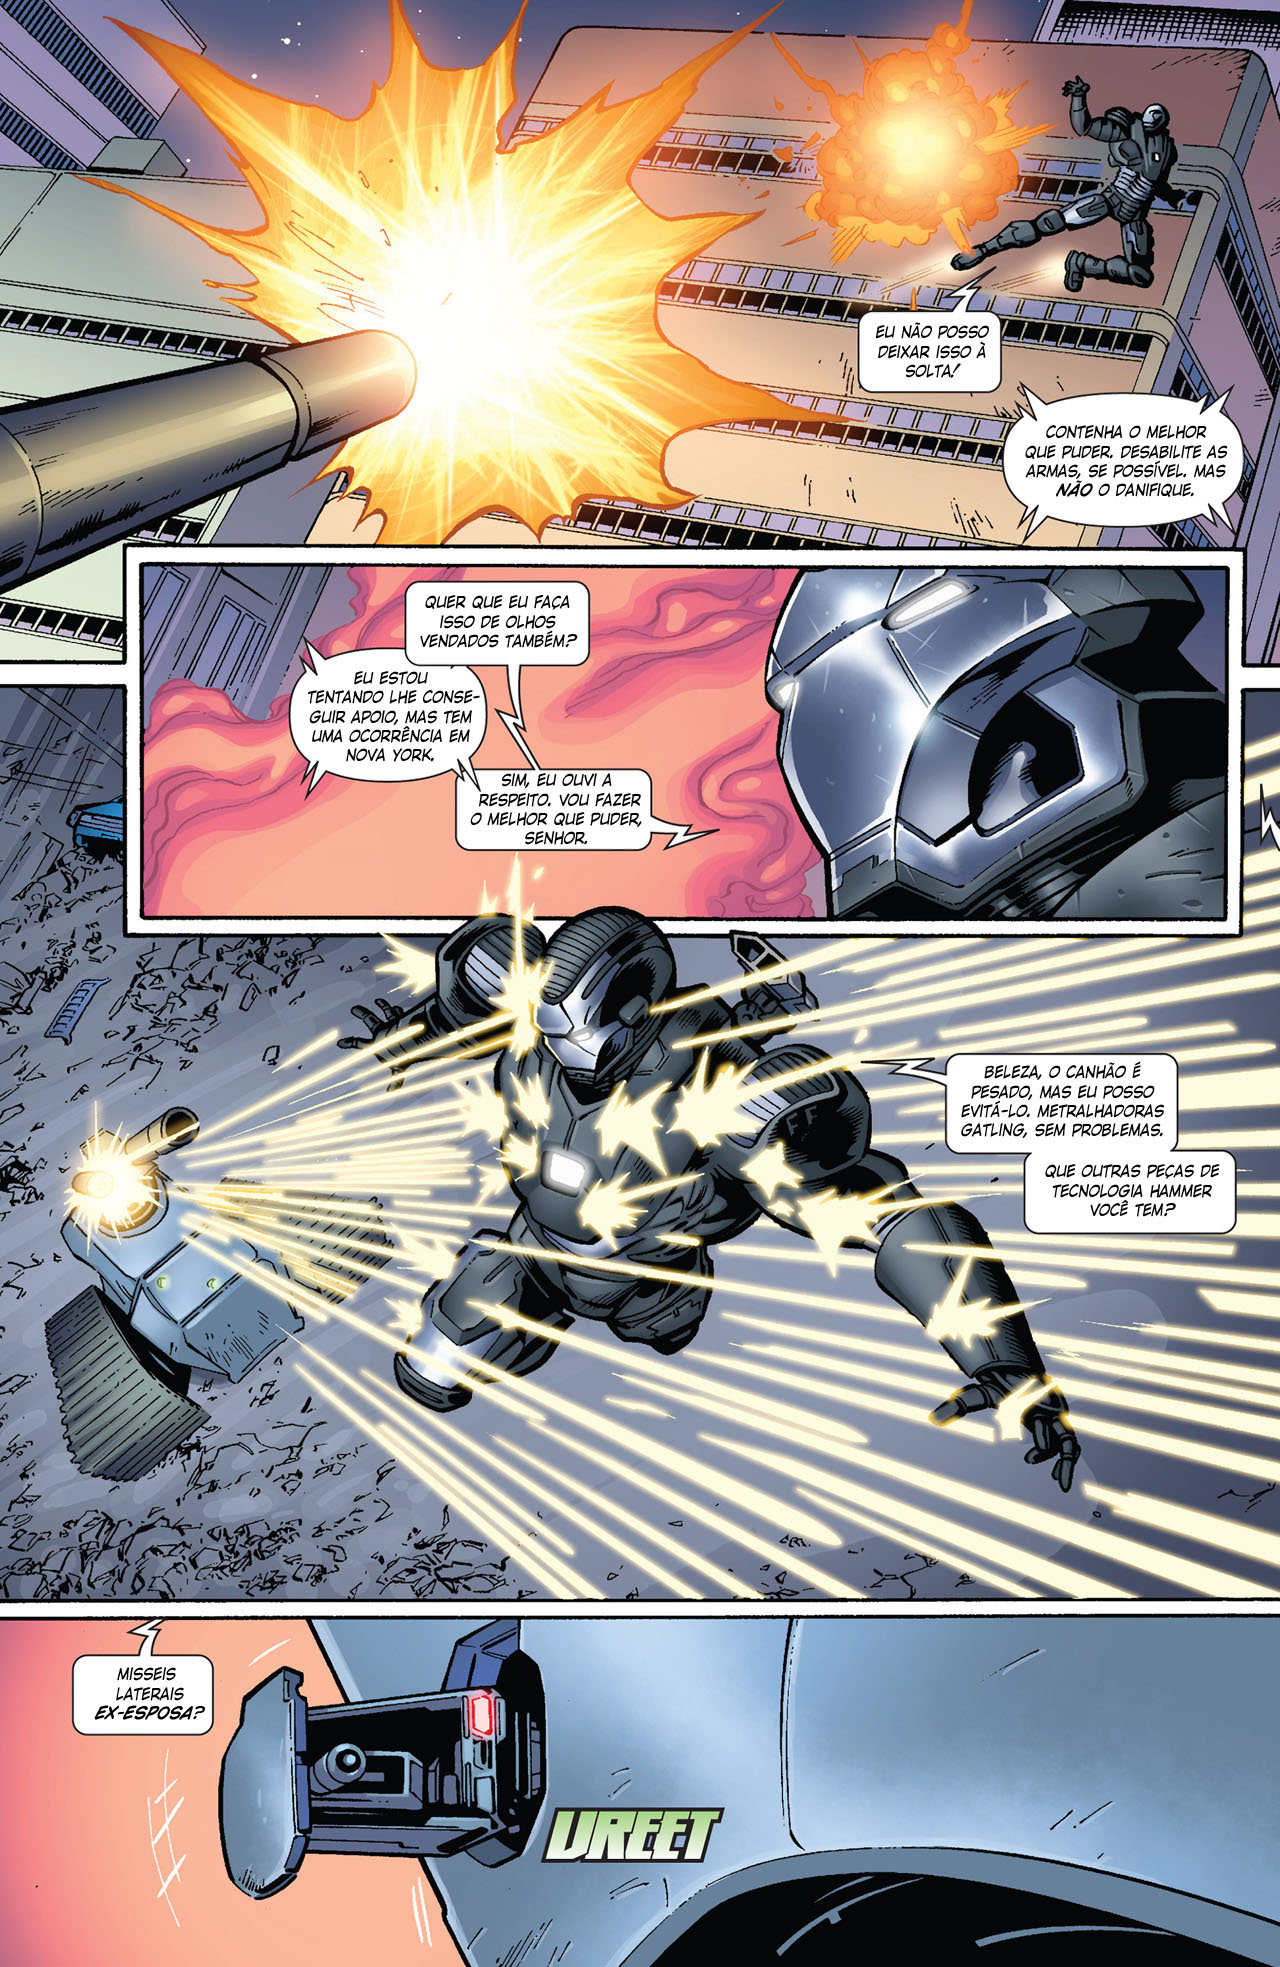 EU NÃO POSSO
DEIXAR ISSO À
SOLTA!
CONTENHA O MELHOR
QUE PUDER. DESABILITE AS
ARMAS, SE POSSÍVEL. MAS
NÃO O DANIFIQUE.
QUER QUE EU FAÇA
ISSO DE OLHOS
VENDADOS TAMBÉM?
EU ESTOU
TENTANDO LHE CONSE-
GUIR APOIO, MAS TEM
UMA OCORRÊNCIA EM
NOVA YORK.
SIM, EU OUVI A
RESPEITO. VOU FAZER
O MELHOR QUE PUDER,
SENHOR.
BELEZA, O CANHÃO É
PESADO, MAS EU POSSO
EVITÁ-LO. METRALHADORAS
GATLING, SEM PROBLEMAS.
QUE OUTRAS PEÇAS DE
TECNOLOGIA HAMMER
VOCÊ TEM?
MISSEIS
LATERAIS
EX-ESPOSA?
VREET